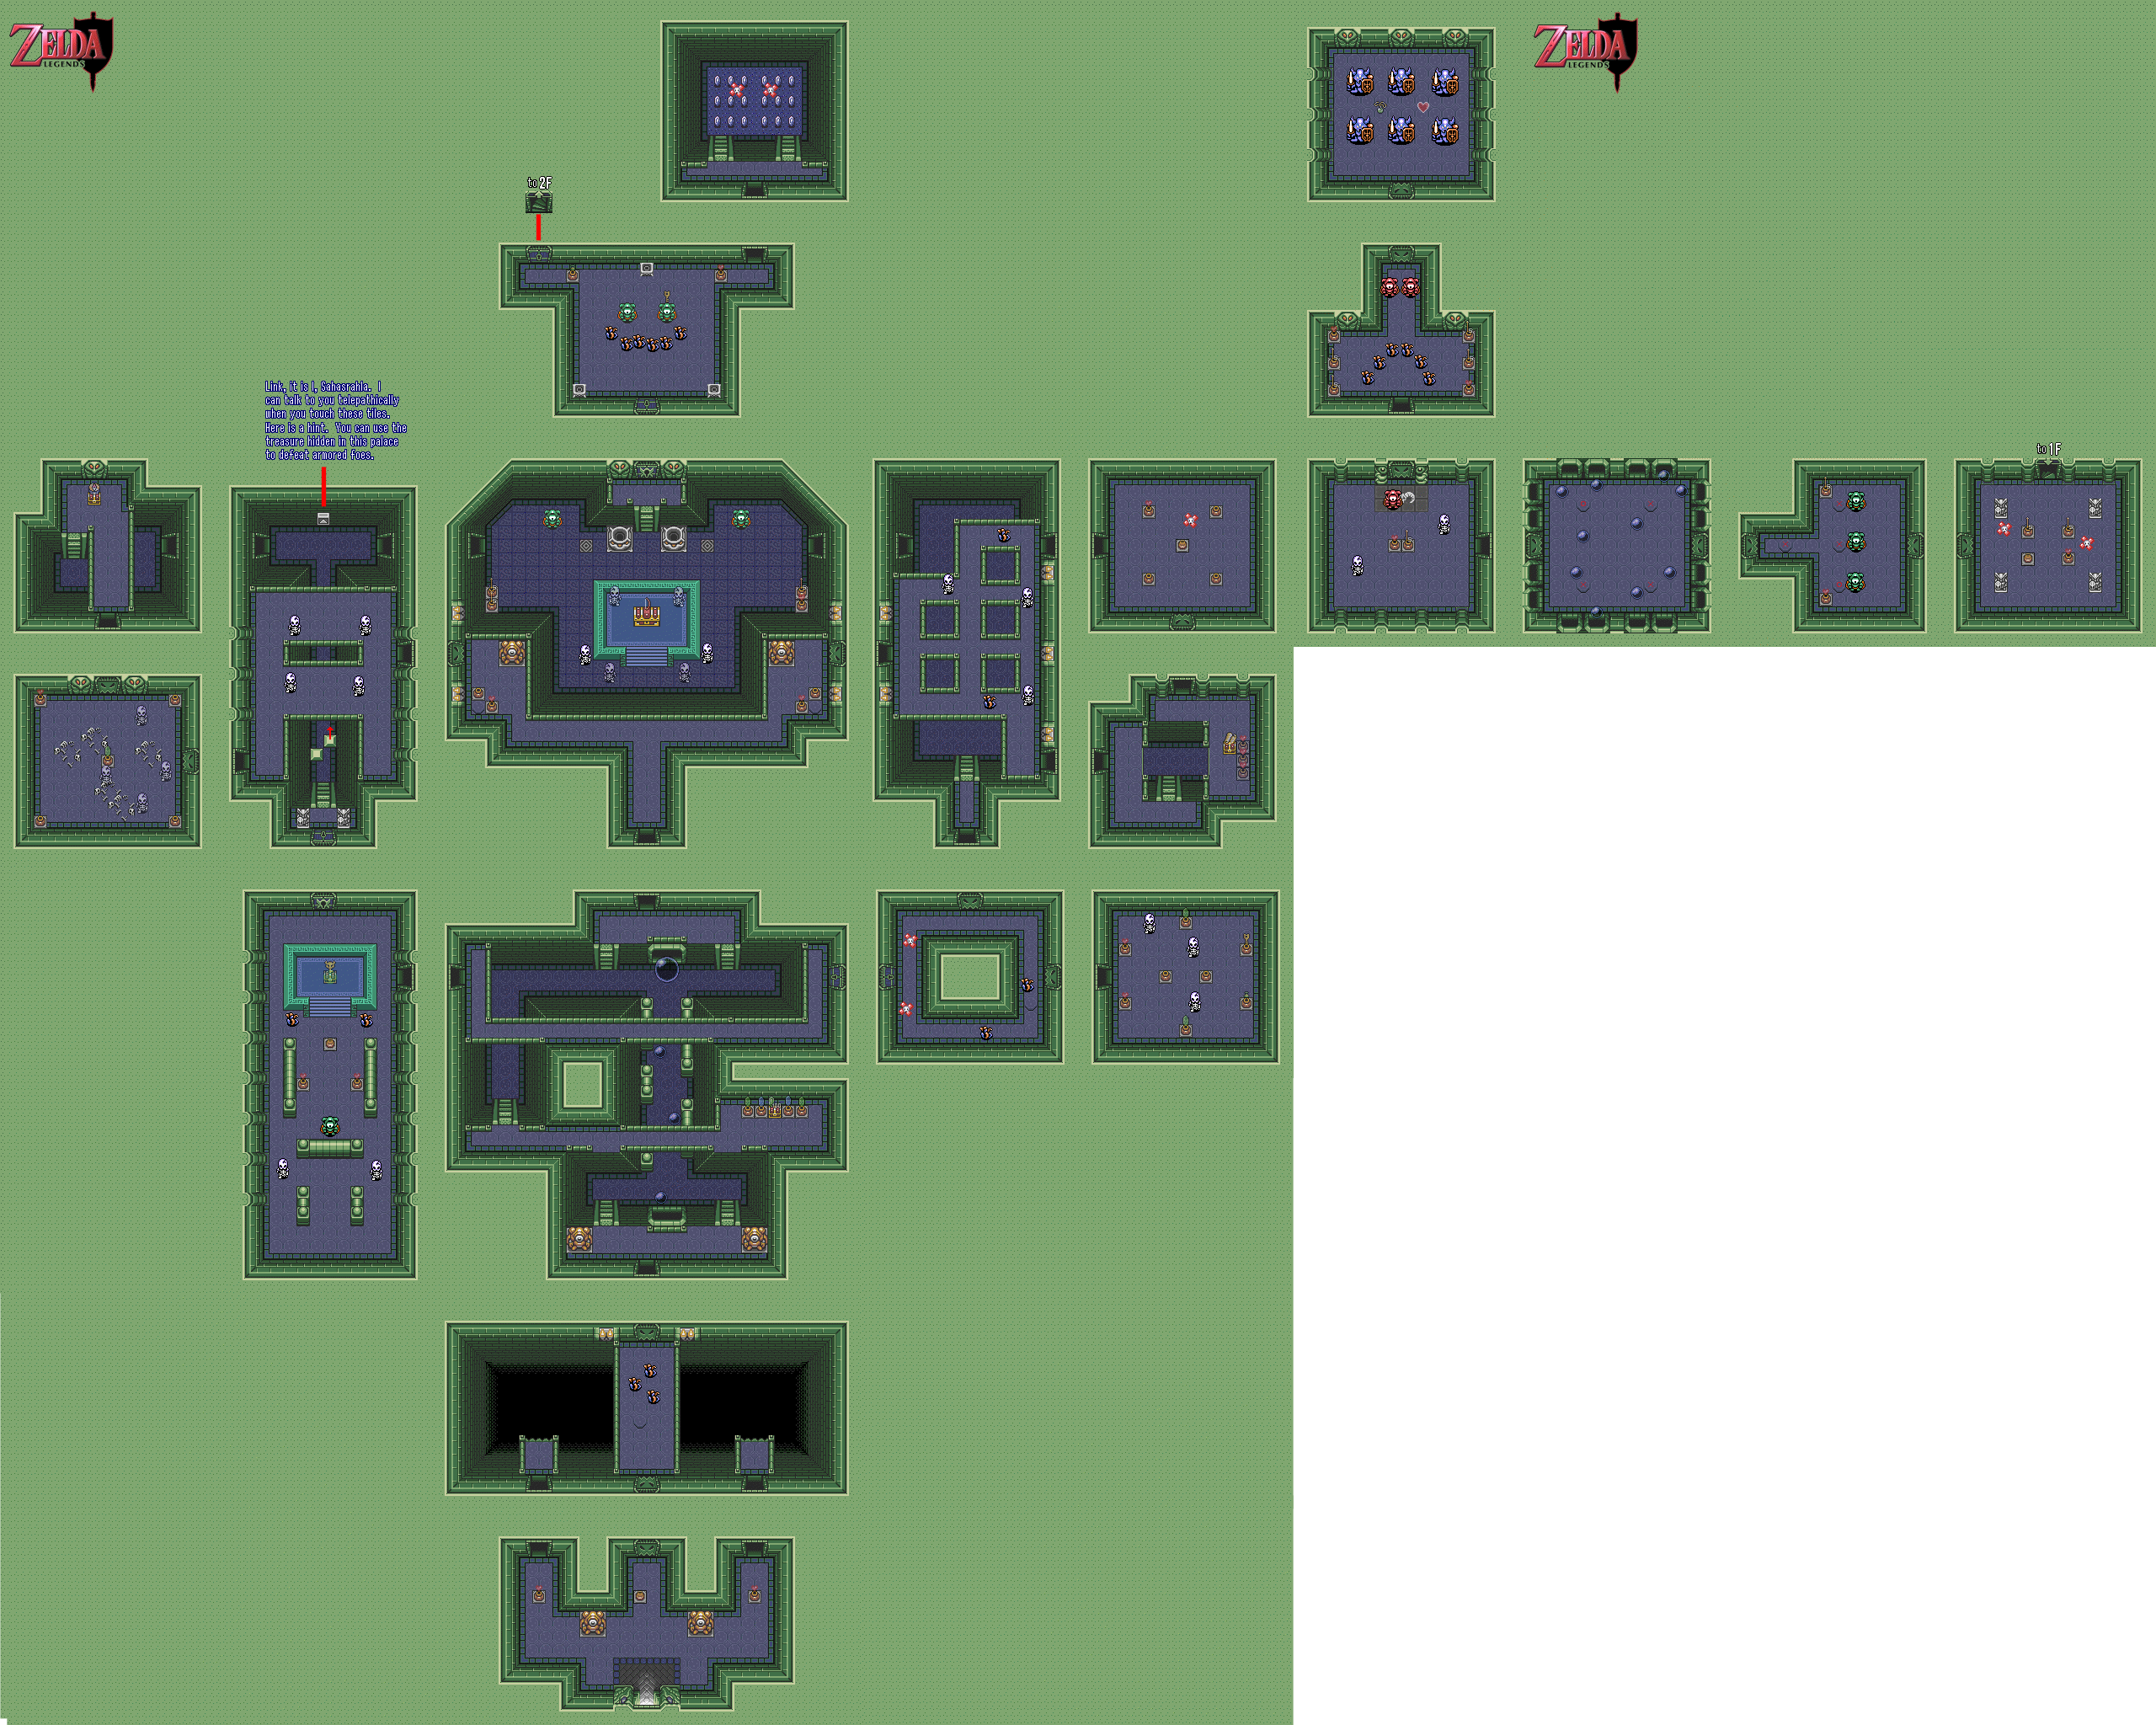 ZELDA
LEGENDS
ZELDA
LEGENDS
to 2F
Link, it is I, Sahasrahla. I
can talk to you telepathically
when you touch these tiles.
Here is a hint. You can use the
treasure hidden in this palace
to defeat armored foes.
to 1F